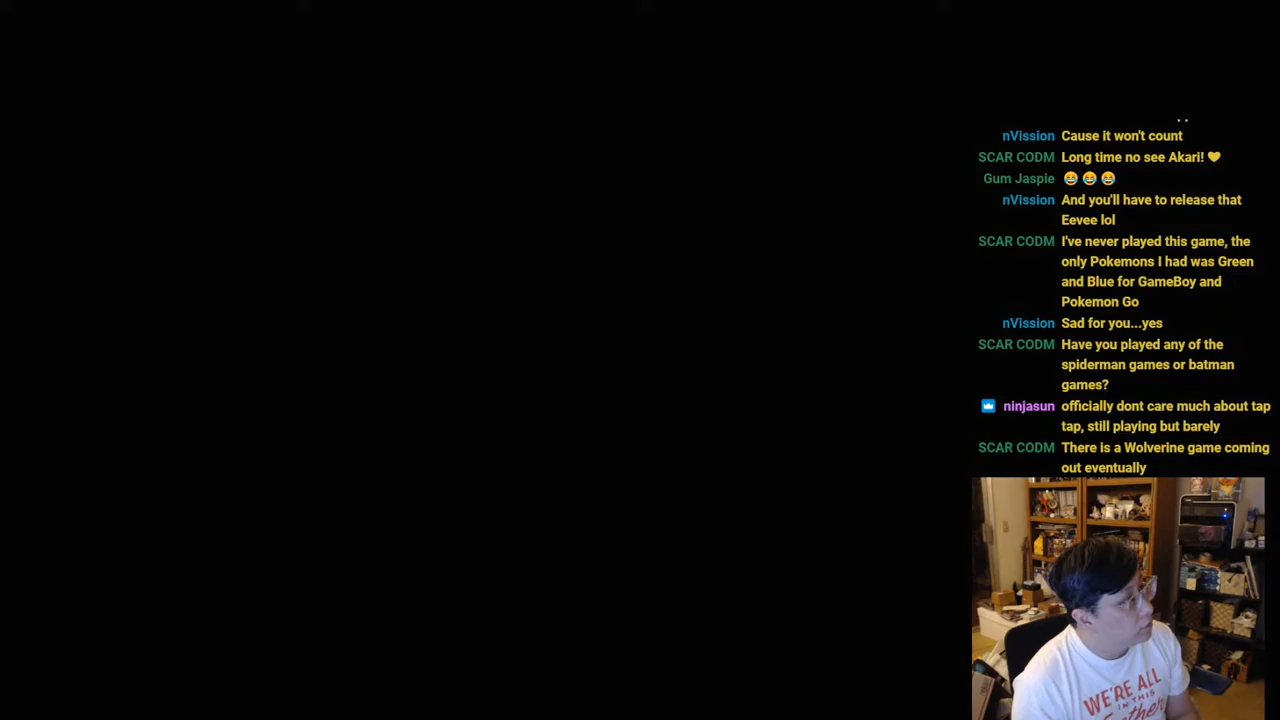 nVission Cause it won't count
SCAR CODM Long time no see Akari! 💛
Gum Jaspie 😂 😂 😂
nVission And you'll have to release that
Eevee lol
SCAR CODM I've never played this game, the
only Pokemons I had was Green
and Blue for GameBoy and
Pokemon Go
nVission Sad for you...yes
SCAR CODM Have you played any of the
spiderman games or batman
games?
ninjasun officially dont care much about tap
tap, still playing but barely
SCAR CODM There is a Wolverine game coming
out eventually
WE'RE ALL
IN THIS